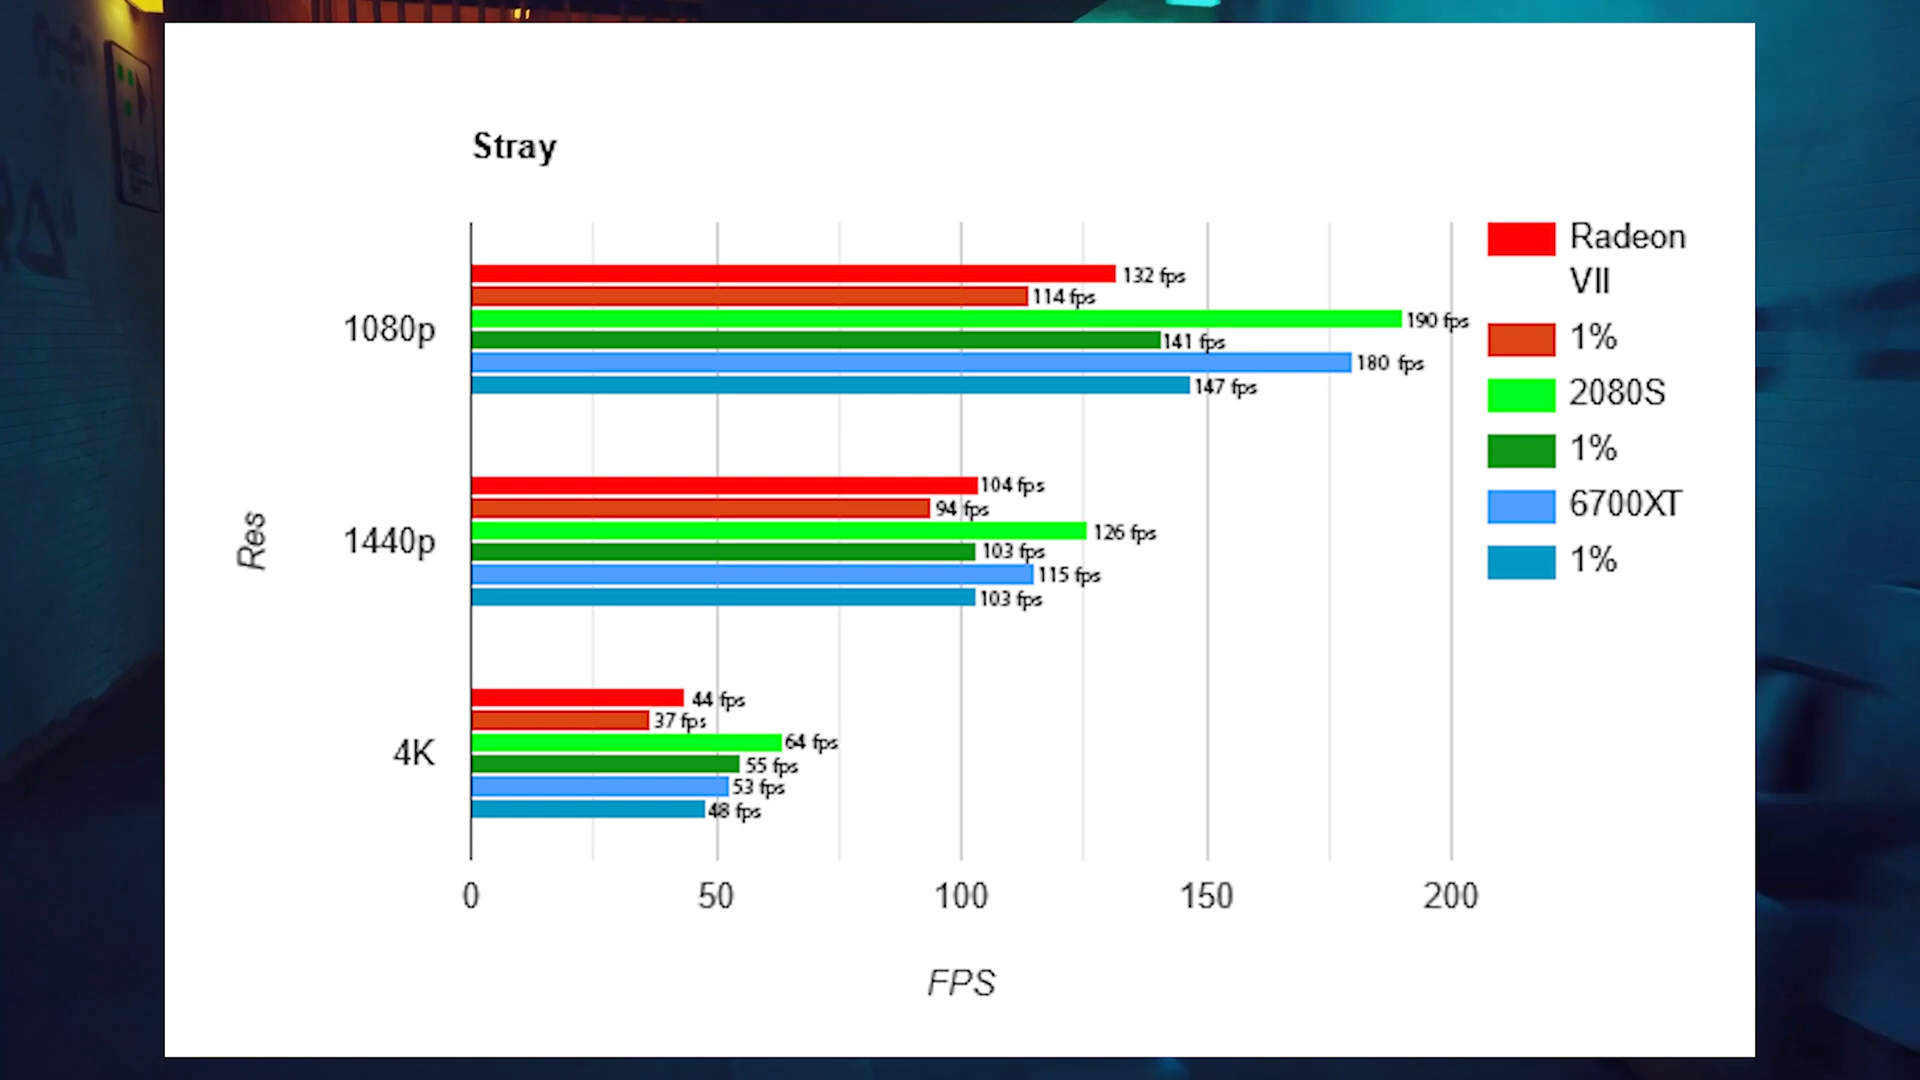 Stray
132 fps
114 fps
190 fps
1080p
141 fps
180 fps
147 fps
104 fps
94 fps
126 fps
1440p
103 fps
115 fps
103 fps
44 fps
37 fps
64 fps
4K
55 fps
53 fps
48 fps
Res
0 50 100 150 200
FPS
Radeon
VII
1%
2080S
1%
6700XT
1%